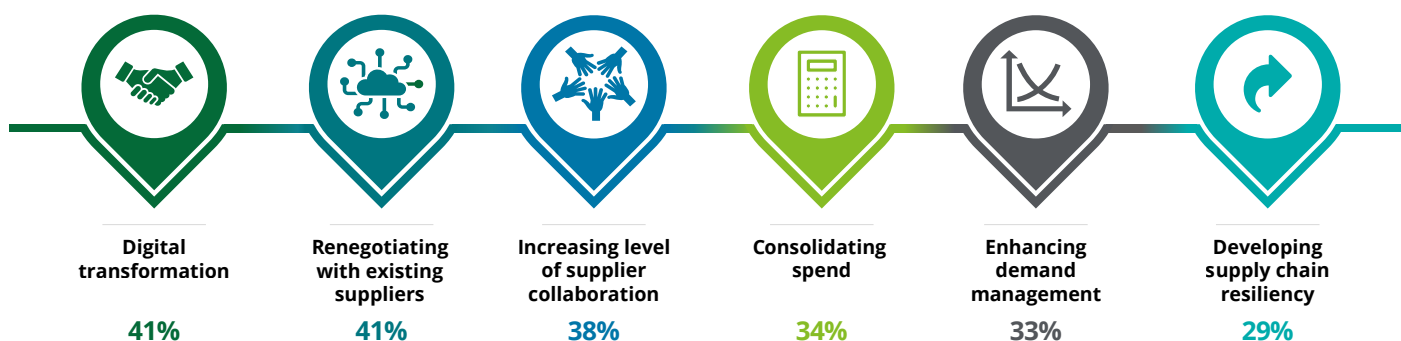 Digital
transformation
41%
Renegotiating
with existing
suppliers
41%
Increasing level
of supplier
collaboration
38%
Consolidating
spend
34%
Enhancing
demand
management
33%
Developing
supply chain
resiliency
29%